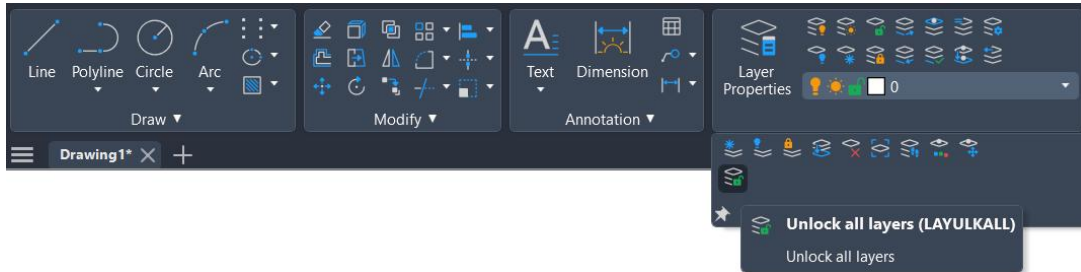 Line Polyline Circle Arc
Draw
Modify
Text Dimension
Annotation
Layer
Properties
0
Drawing1*
Unlock all layers (LAYULKALL)
Unlock all layers